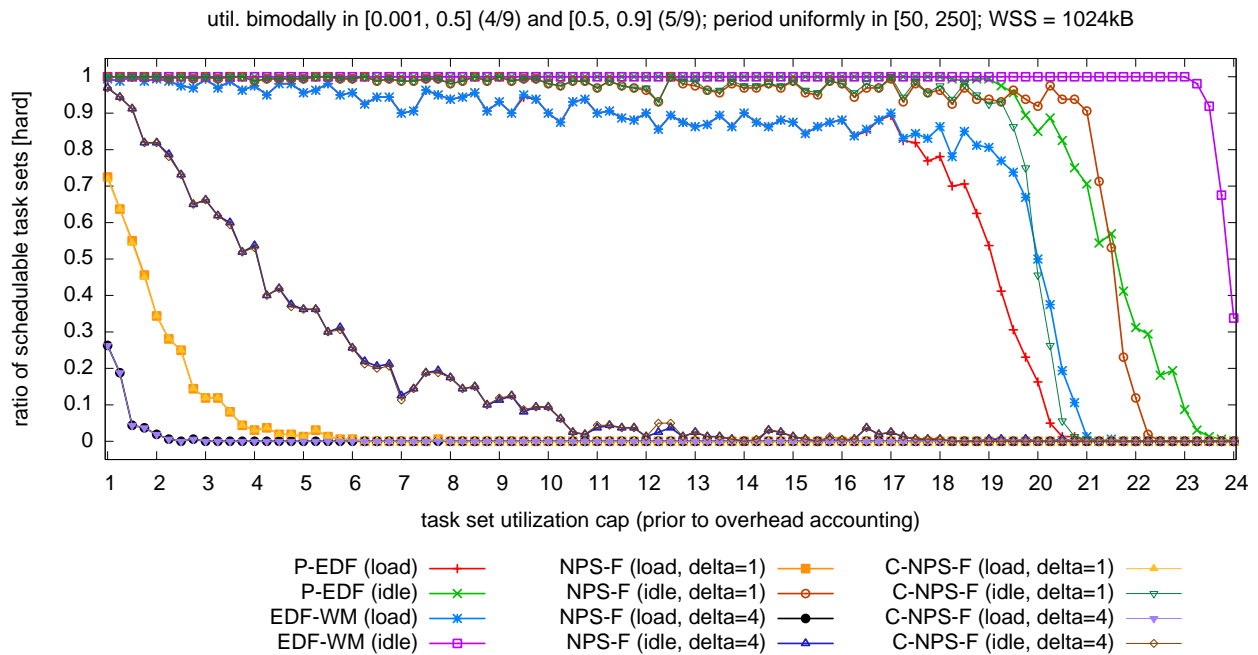 util. bimodally in [0.001, 0.5] (4/9) and [0.5, 0.9] (5/9); period uniformly in [50, 250]; WSS = 1024kB
ratio of schedulable task sets [hard]
1
0.9
0.8
0.7
0.6
0.5
0.4
0.3
0.2
0.1
0
1 2 3 4 5 6 7 8 9 10 11 12 13 14 15 16 17 18 19 20 21 22 23 24
task set utilization cap (prior to overhead accounting)
P-EDF (load) NPS-F (load, delta=1) C-NPS-F (load, delta=1)
P-EDF (idle) NPS-F (idle, delta=1) C-NPS-F (idle, delta=1)
EDF-WM (load) NPS-F (load, delta=4) C-NPS-F (load, delta=4)
EDF-WM (idle) NPS-F (idle, delta=4) C-NPS-F (idle, delta=4)